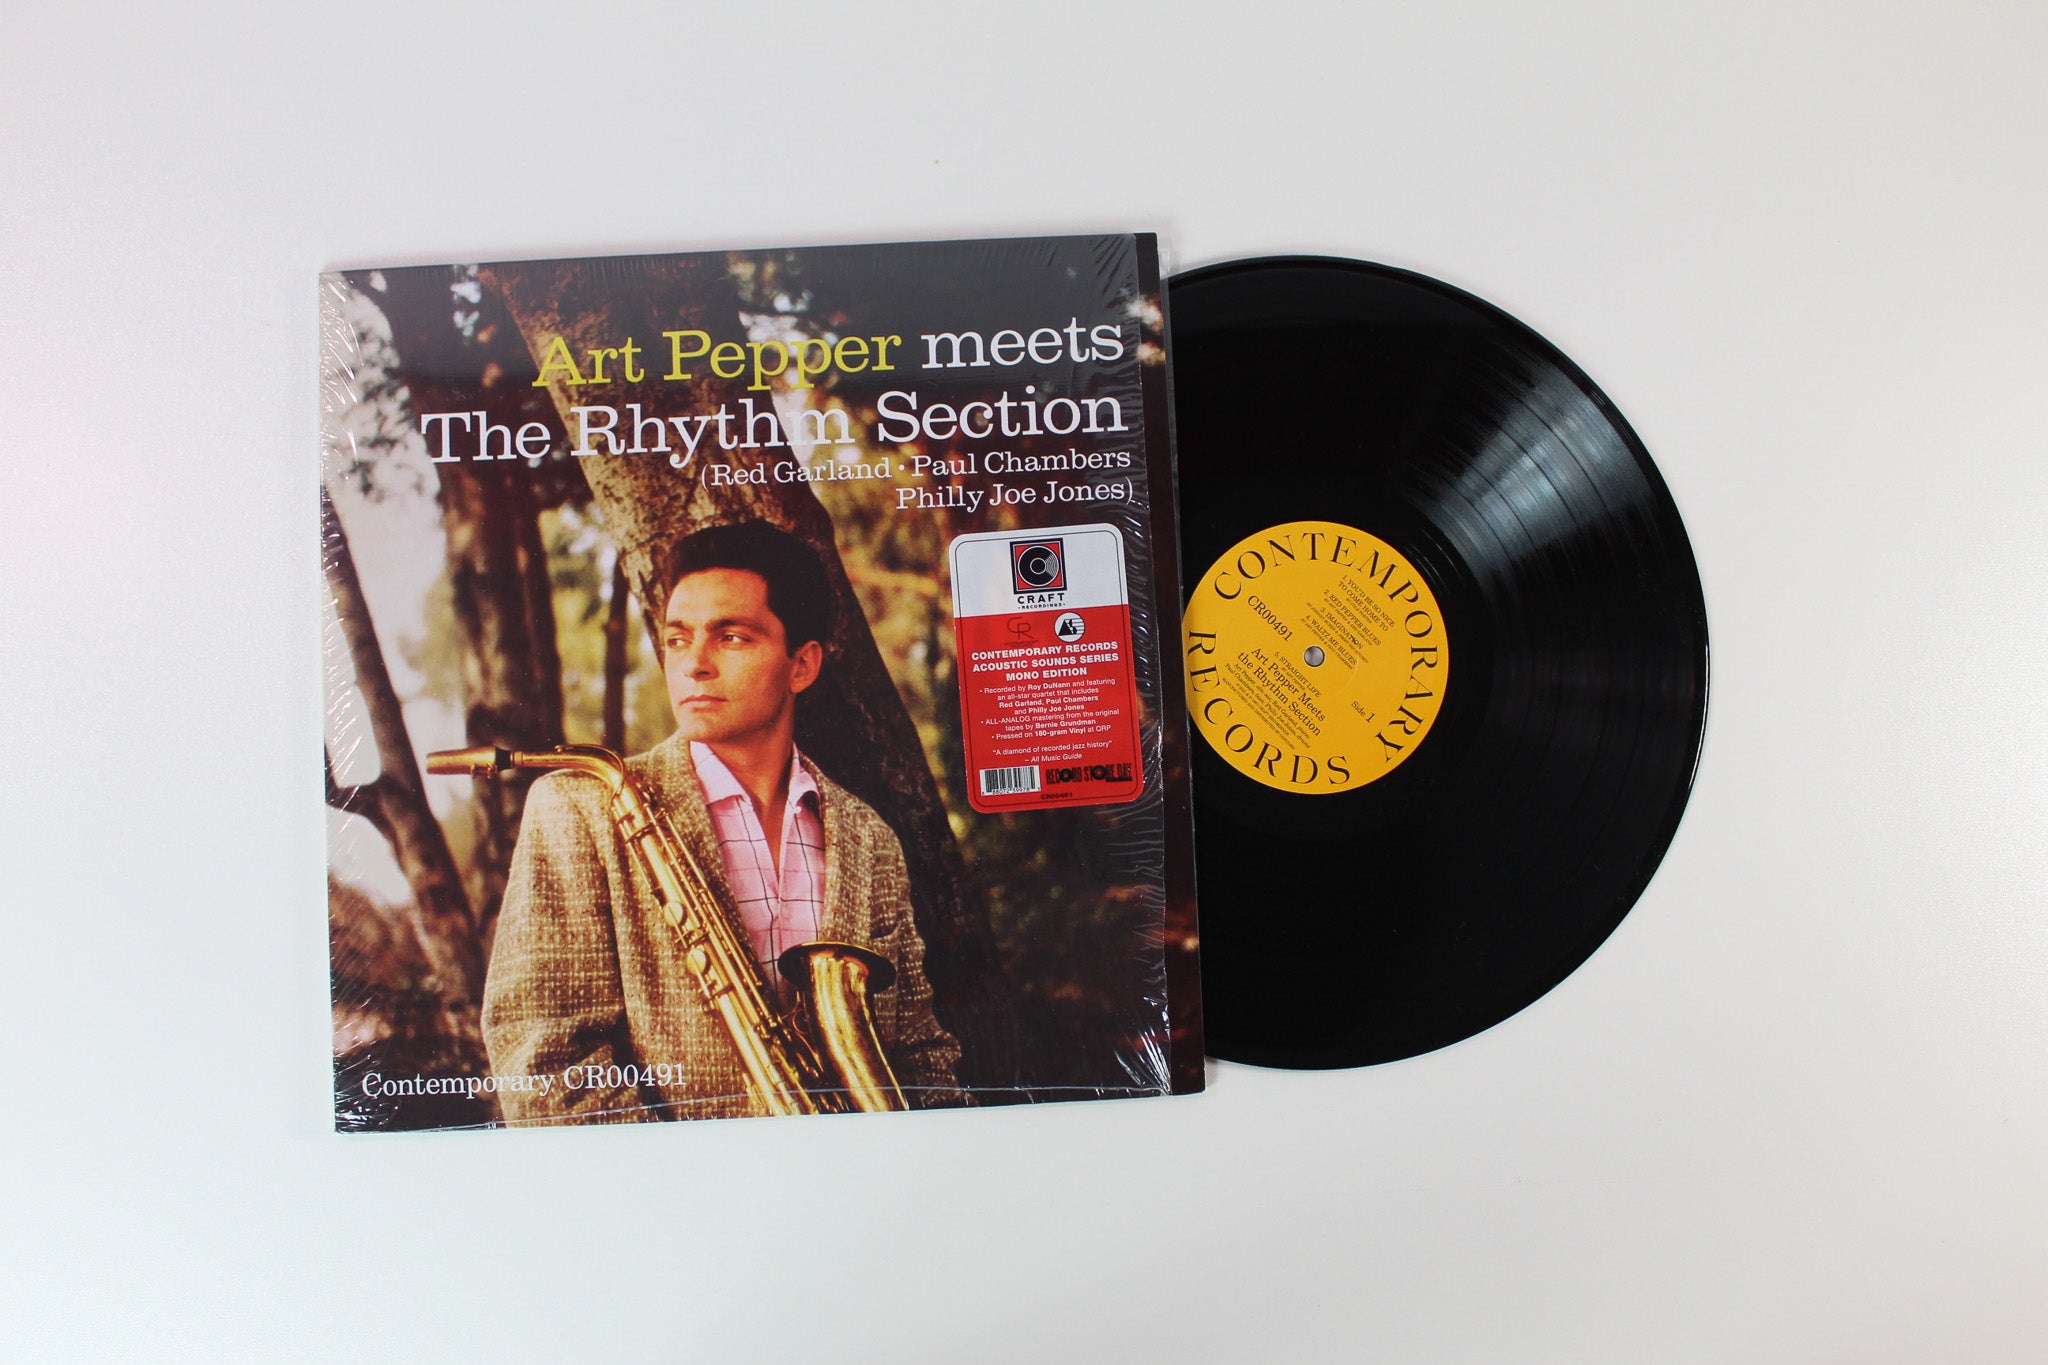 Art Pepper meets
The Rhythm Section
(Red Garland • Paul Chambers
Philly Joe Jones)
CRAFT
• RECORDINGS •
CR
CONTEMPORARY RECORDS
ACOUSTIC SOUNDS SERIES
MONO EDITION
• Recorded by Roy DuNann and featuring
an all-star quartet that includes
Red Garland, Paul Chambers
and Philly Joe Jones
• ALL-ANALOG mastering from the original
tapes by Bernie Grundman
• Pressed on 180-gram Vinyl at QRP
"A diamond of recorded jazz history"
– All Music Guide
RECORD STORE DAY
CR00491
Contemporary CR00491
CONTEMPORARY
RECORDS
CR00491
1. YOU'D BE SO NICE
TO COME HOME TO
2. RED PEPPER BLUES
3. IMAGINATION
4. WALTZ ME BLUES
5. STRAIGHT LIFE
Art Pepper Meets
the Rhythm Section
Side 1